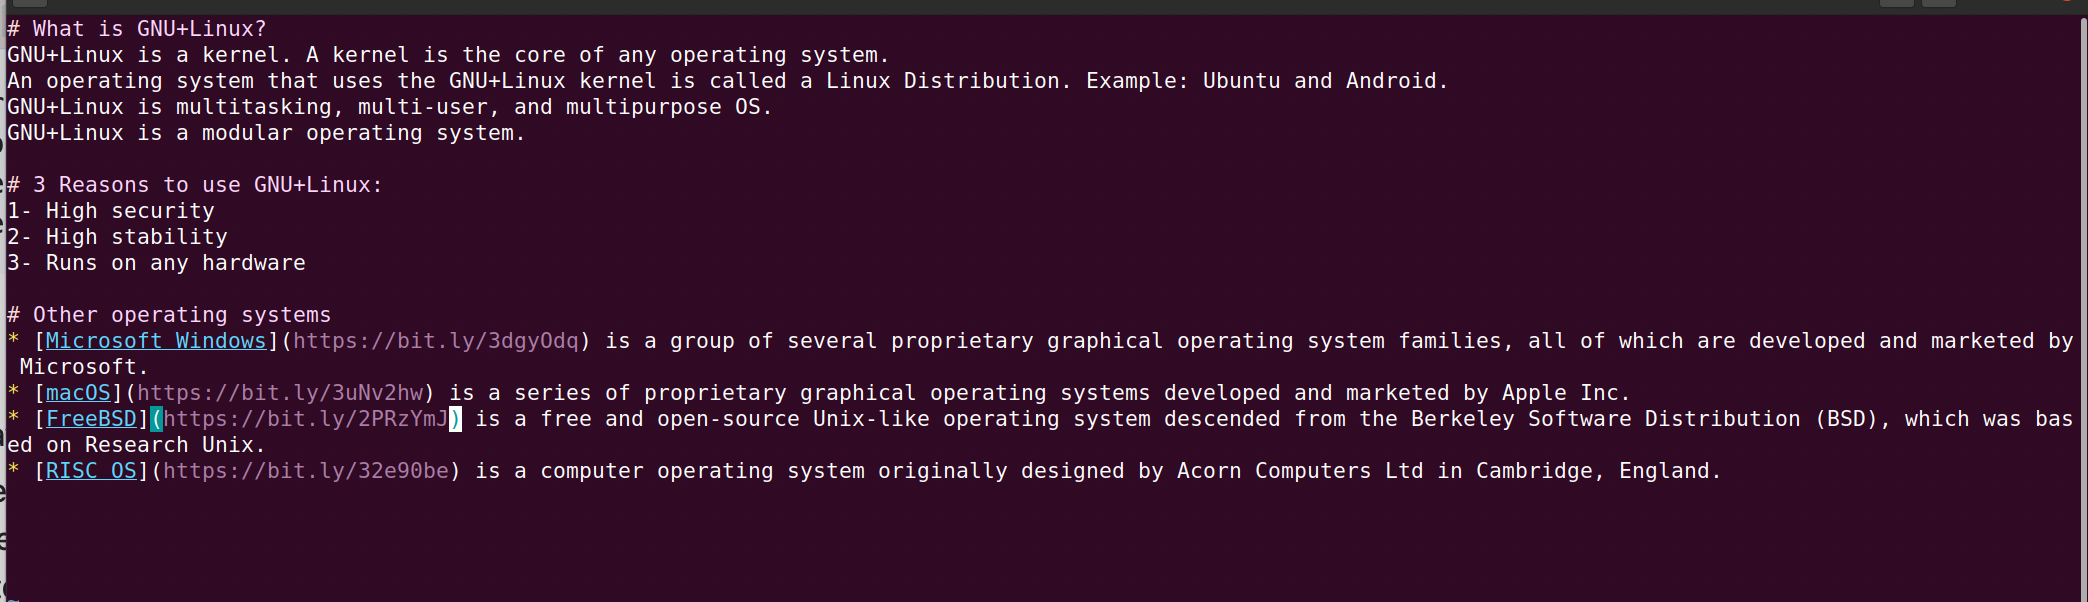 # What is GNU+Linux?
GNU+Linux is a kernel. A kernel is the core of any operating system.
An operating system that uses the GNU+Linux kernel is called a Linux Distribution. Example: Ubuntu and Android.
GNU+Linux is multitasking, multi-user, and multipurpose OS.
GNU+Linux is a modular operating system.
# 3 Reasons to use GNU+Linux:
1- High security
2- High stability
3- Runs on any hardware
# Other operating systems
* [Microsoft Windows](https://bit.ly/3dgyOdq) is a group of several proprietary graphical operating system families, all of which are developed and marketed by
 Microsoft.
* [macOS](https://bit.ly/3uNv2hw) is a series of proprietary graphical operating systems developed and marketed by Apple Inc.
* [FreeBSD](https://bit.ly/2PRzYmJ) is a free and open-source Unix-like operating system descended from the Berkeley Software Distribution (BSD), which was bas
ed on Research Unix.
* [RISC OS](https://bit.ly/32e90be) is a computer operating system originally designed by Acorn Computers Ltd in Cambridge, England.